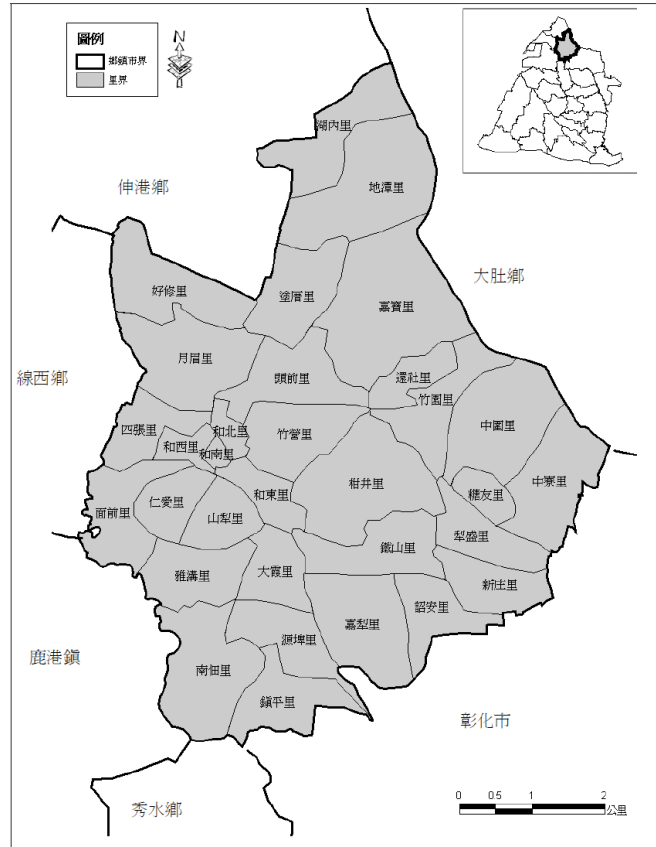 圖例
鄉鎮市界
里界
N
湖內里
地潭里
伸港鄉
大肚鄉
好修里
塗厝里
嘉寶里
月眉里
頭前里
還社里
線西鄉
竹園里
四張里
和北里
竹營里
中圍里
和西里
和南里
柑井里
中寮里
糖友里
面前里
仁愛里
和東里
山犁里
犁盛里
鐵山里
雅溝里
大霞里
新庄里
詔安里
源埤里
嘉犁里
鹿港鎮
南佃里
鎮平里
彰化市
秀水鄉
0 0.5 1 2
公里